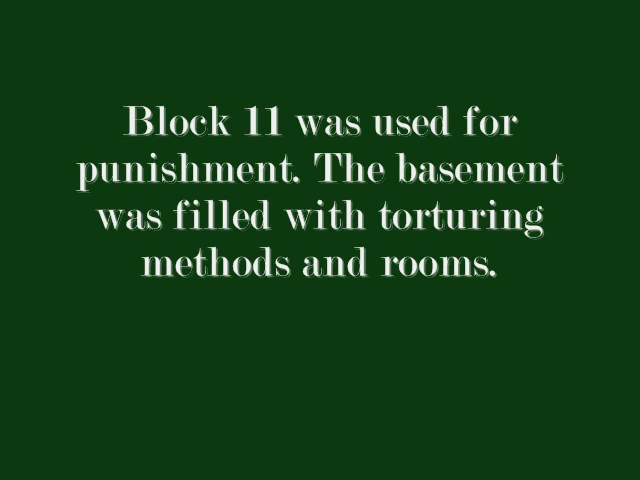 Block 11 was used for
punishment. The basement
was filled with torturing
methods and rooms.